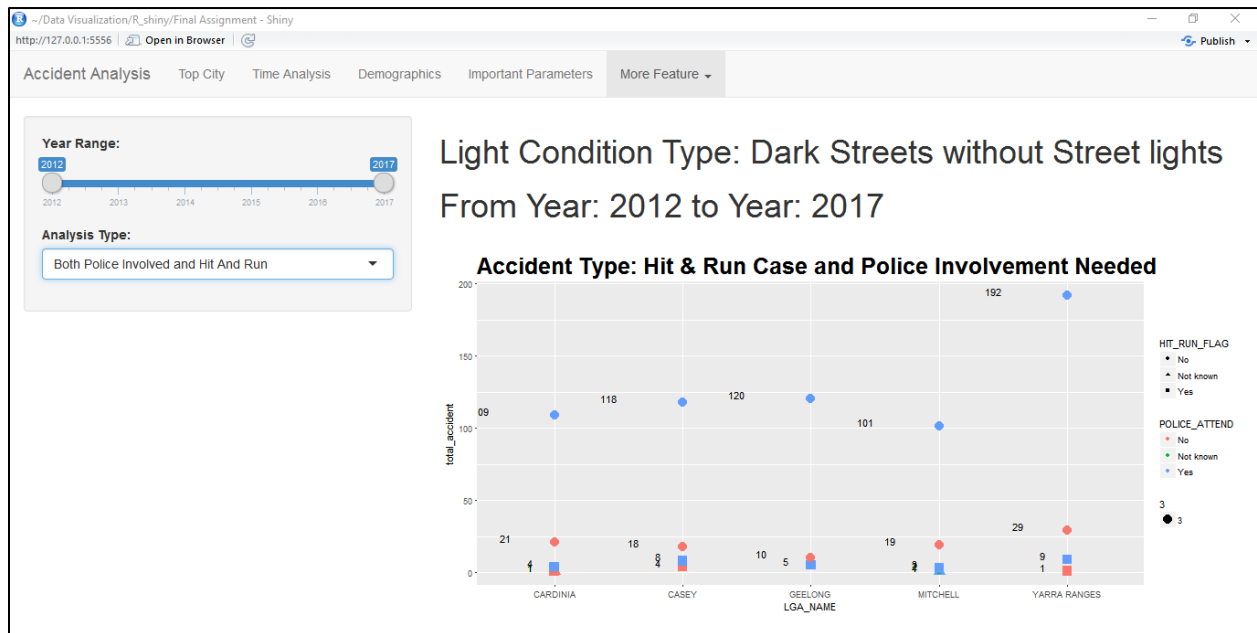 ~/Data Visualization/R_shiny/Final Assignment - Shiny
http://127.0.0.1:5556 Open in Browser Publish
Accident Analysis Top City Time Analysis Demographics Important Parameters More Feature
Year Range:
2012 2017
2012 2013 2014 2015 2016 2017
Analysis Type:
Both Police Involved and Hit And Run
Light Condition Type: Dark Streets without Street lights
From Year: 2012 to Year: 2017
Accident Type: Hit & Run Case and Police Involvement Needed
200
150
100
50
0
total_accident
192
09 118 120 101
21 18 10 19 29
8 5 9
4 1
CARDINIA CASEY GEELONG MITCHELL YARRA RANGES
LGA_NAME
HIT_RUN_FLAG
No
Not known
Yes
POLICE_ATTEND
No
Not known
Yes
3
3